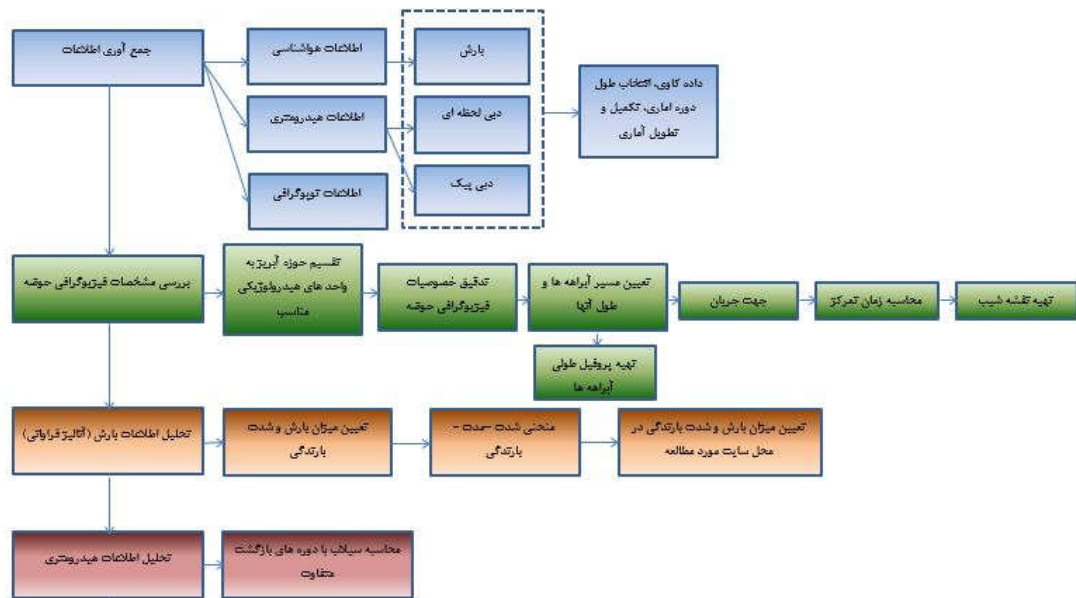 جمع آوری اطلاعات
اطلاعات هواشناسی
بارش
اطلاعات هیدرومتری
دبی لحظه ای
اطلاعات توپوگرافی
دبی پیک
داده کاوی، انتخاب طول
دوره اماری، تکمیل و
تطویل آماری
بررسی مشخصات فیزیوگرافی حوضه
تقسیم حوزه آبریز به
واحد های هیدرولوژیکی
مناسب
تدقیق خصوصیات
فیزیوگرافی حوضه
تعیین مسیر آبراهه ها و
طول آنها
جهت جریان
محاسبه زمان تمرکز
تهیه نقشه شیب
تهیه پروفیل طولی
آبراهه ها
تحلیل اطلاعات بارش (آنالیز فراوانی)
تعیین میزان بارش و شدت
بارندگی
منحنی شدت –مدت –
بارندگی
تعیین میزان بارش و شدت بارندگی در
محل سایت مورد مطالعه
تحلیل اطلاعات هیدرومتری
محاسبه سیلاب با دوره های بازگشت
متفاوت